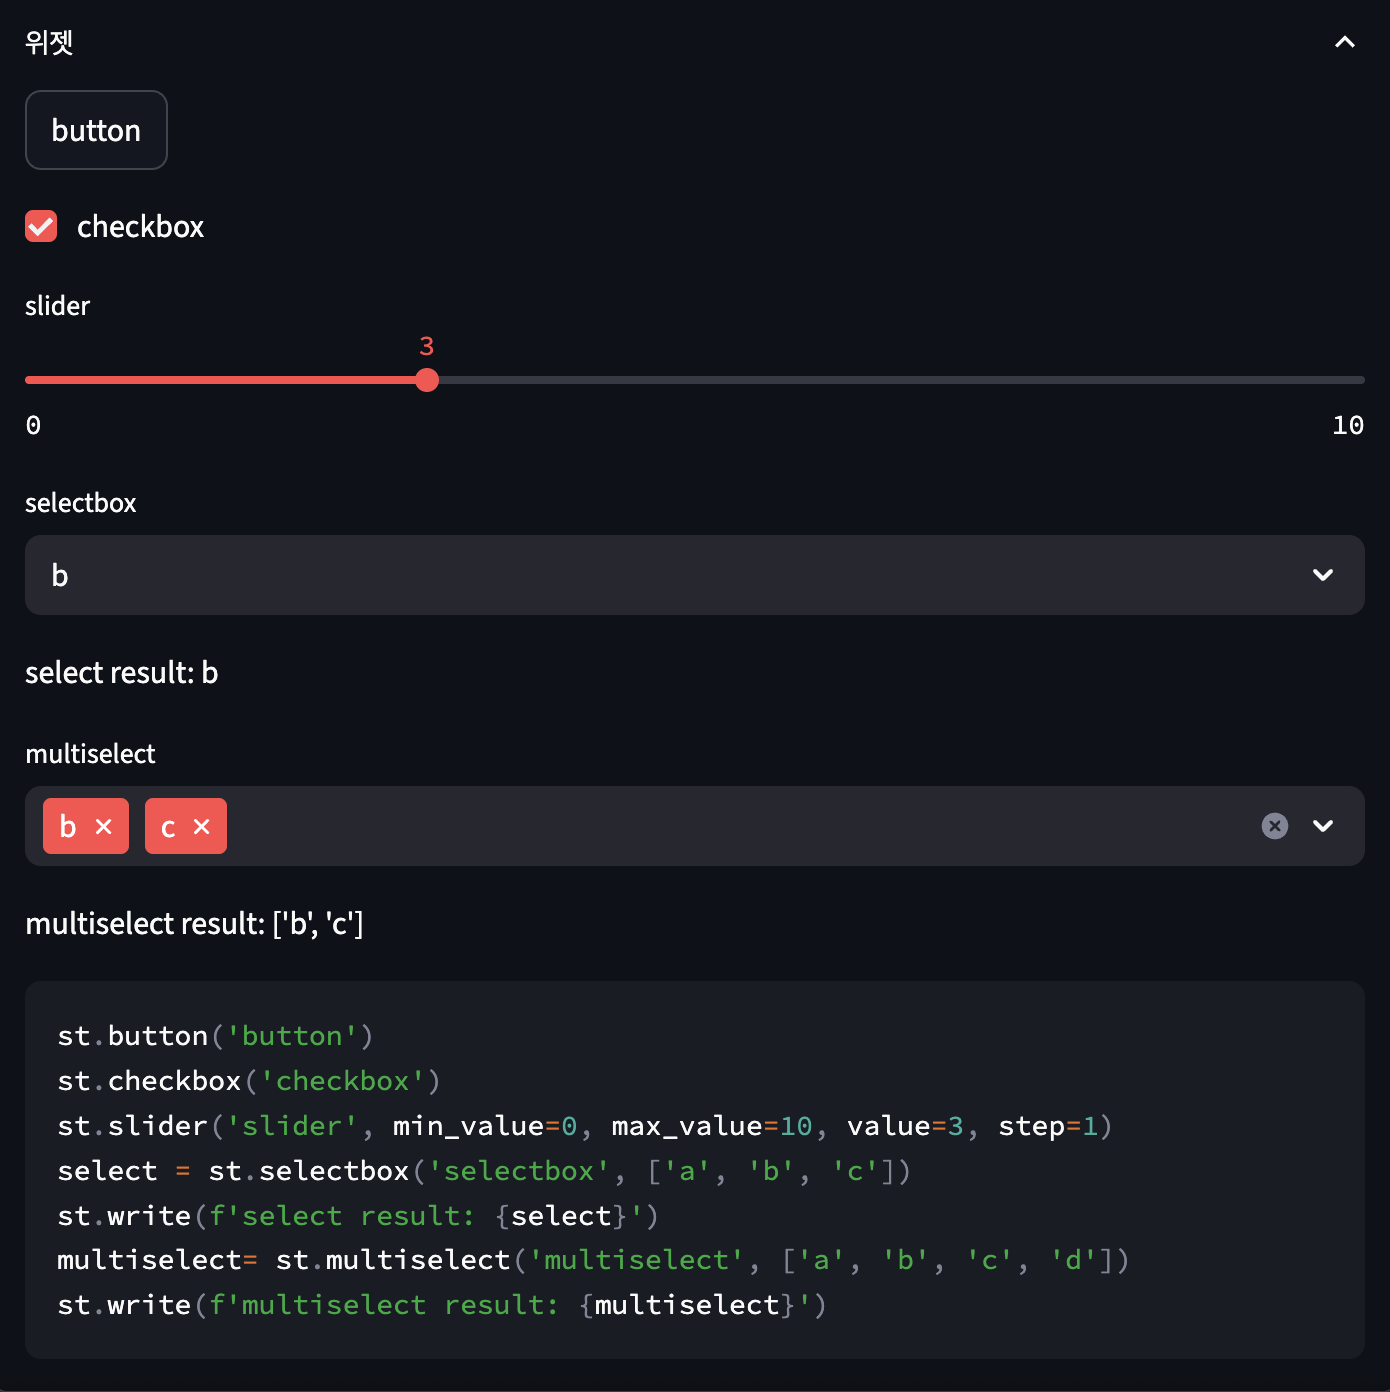 위젯
button
checkbox
slider
3
0 10
selectbox
b
select result: b
multiselect
b × c ×
multiselect result: ['b', 'c']
st.button('button')
st.checkbox('checkbox')
st.slider('slider', min_value=0, max_value=10, value=3, step=1)
select = st.selectbox('selectbox', ['a', 'b', 'c'])
st.write(f'select result: {select}')
multiselect= st.multiselect('multiselect', ['a', 'b', 'c', 'd'])
st.write(f'multiselect result: {multiselect}')